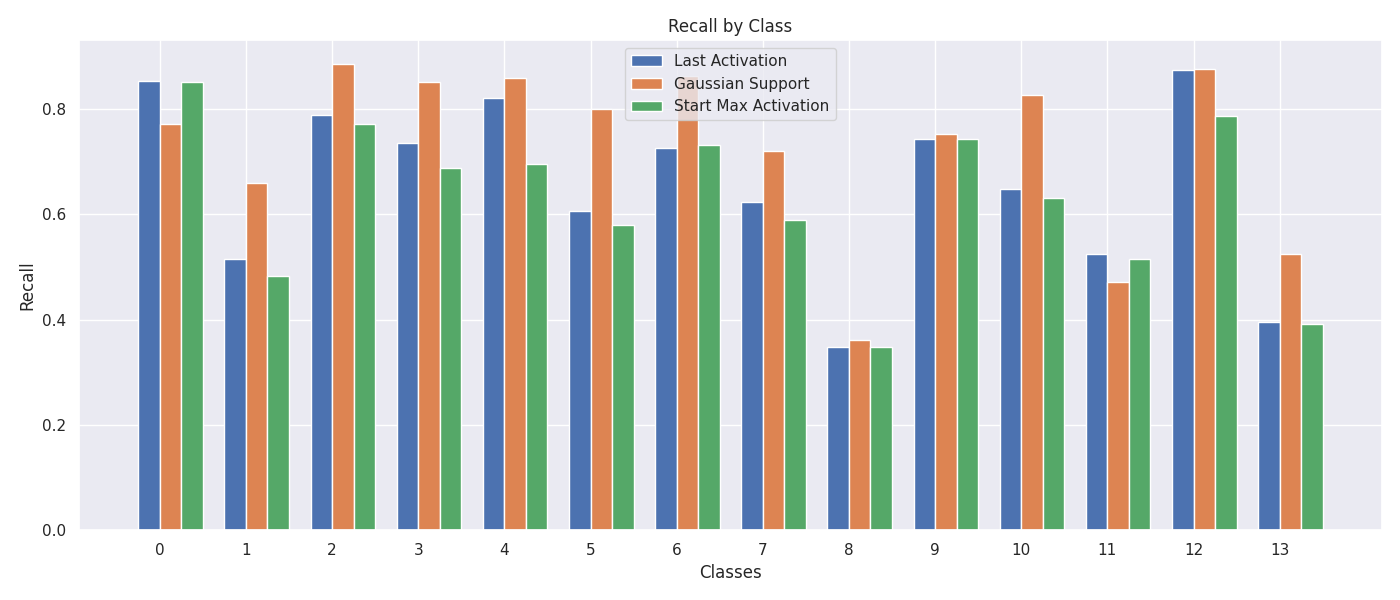 Recall by Class
Last Activation
Gaussian Support
Start Max Activation
Recall
0.8
0.6
0.4
0.2
0.0
0 1 2 3 4 5 6 7 8 9 10 11 12 13
Classes